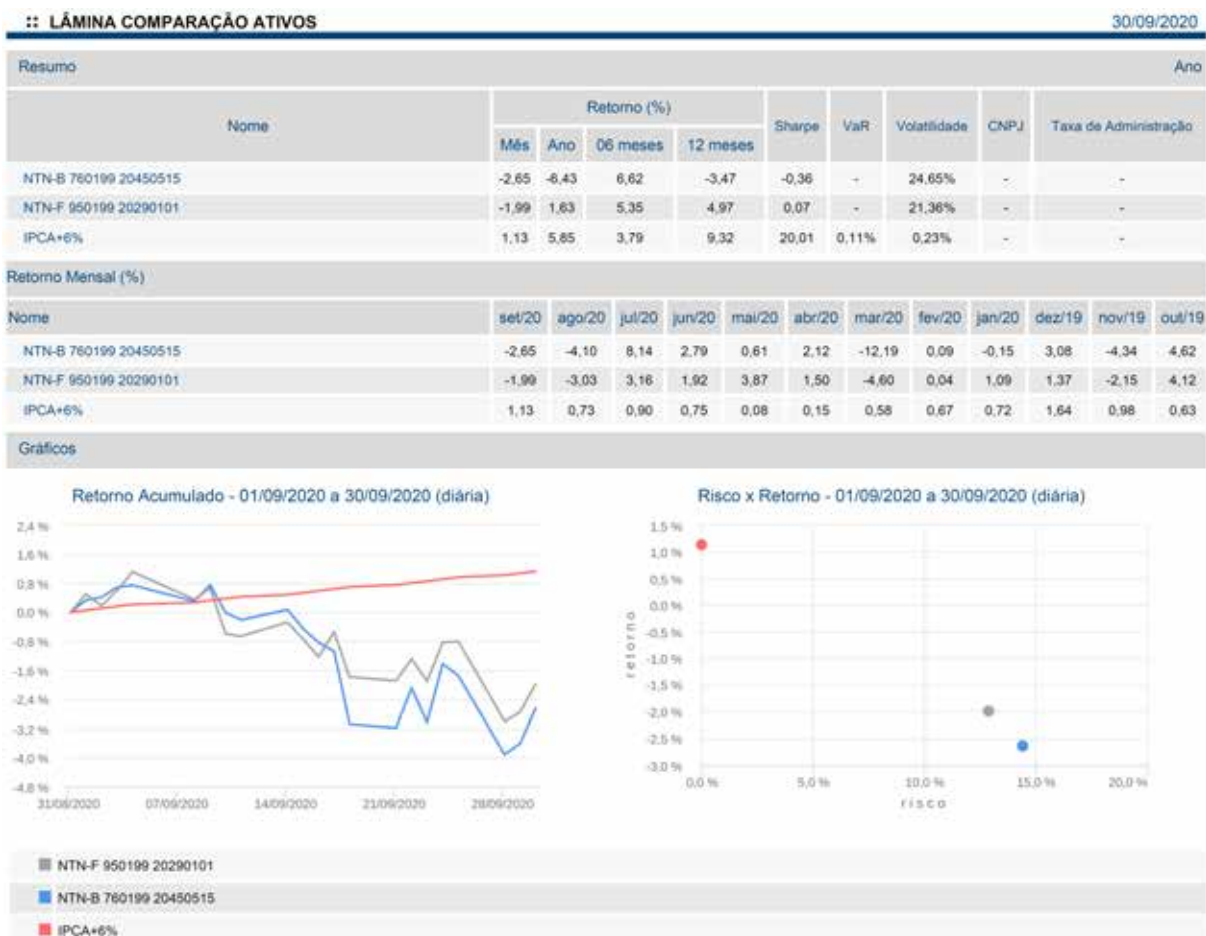 :: LÂMINA COMPARAÇÃO ATIVOS 30/09/2020
Resumo Ano
Nome Retorno (%) Sharpe VaR Volatilidade CNPJ Taxa de Administração
Mês Ano 06 meses 12 meses
NTN-B 760199 20450515 -2,65 -6,43 6,62 -3,47 -0,36 - 24,65% - -
NTN-F 950199 20290101 -1,99 1,63 5,35 4,97 0,07 - 21,36% - -
IPCA+6% 1,13 5,85 3,79 9,32 20,01 0,11% 0,23% - -
Retorno Mensal (%)
Nome set/20 ago/20 jul/20 jun/20 mai/20 abr/20 mar/20 fev/20 jan/20 dez/19 nov/19 out/19
NTN-B 760199 20450515 -2,65 -4,10 8,14 2,79 0,61 2,12 -12,19 0,09 -0,15 3,08 -4,34 4,62
NTN-F 950199 20290101 -1,99 -3,03 3,16 1,92 3,87 1,50 -4,60 0,04 1,09 1,37 -2,15 4,12
IPCA+6% 1,13 0,73 0,90 0,75 0,08 0,15 0,58 0,67 0,72 1,64 0,98 0,63
Gráficos
Retorno Acumulado - 01/09/2020 a 30/09/2020 (diária)
2,4 %
1,6 %
0,8 %
0,0 %
-0,8 %
-1,6 %
-2,4 %
-3,2 %
-4,0 %
-4,8 %
31/08/2020 07/09/2020 14/09/2020 21/09/2020 28/09/2020
Risco x Retorno - 01/09/2020 a 30/09/2020 (diária)
1,5 %
1,0 %
0,5 %
0,0 %
-0,5 %
-1,0 %
-1,5 %
-2,0 %
-2,5 %
-3,0 %
retorno
0,0 % 5,0 % 10,0 % 15,0 % 20,0 %
risco
NTN-F 950199 20290101
NTN-B 760199 20450515
IPCA+6%